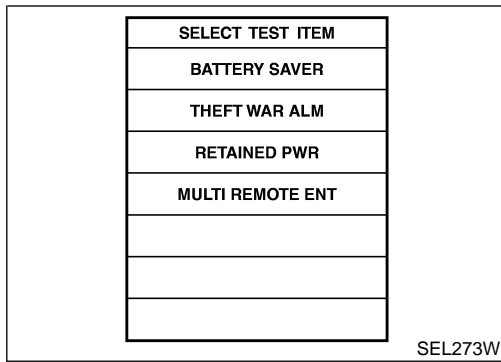 SELECT TEST ITEM
BATTERY SAVER
THEFT WAR ALM
RETAINED PWR
MULTI REMOTE ENT
SEL273W